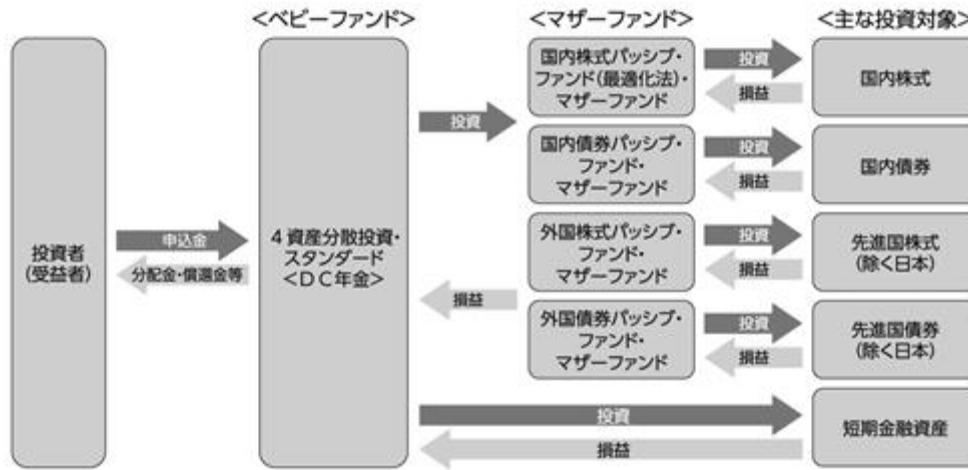 <ベビーファンド>
<マザーファンド>
<主な投資対象>
投資者
(受益者)
申込金
分配金・償還金等
4資産分散投資・
スタンダード
<DC年金>
投資
損益
国内株式パッシブ・
ファンド(最適化法)・
マザーファンド
投資
損益
国内株式
国内債券パッシブ・
ファンド・
マザーファンド
投資
損益
国内債券
外国株式パッシブ・
ファンド・
マザーファンド
投資
損益
先進国株式
(除く日本)
外国債券パッシブ・
ファンド・
マザーファンド
投資
損益
先進国債券
(除く日本)
投資
損益
短期金融資産